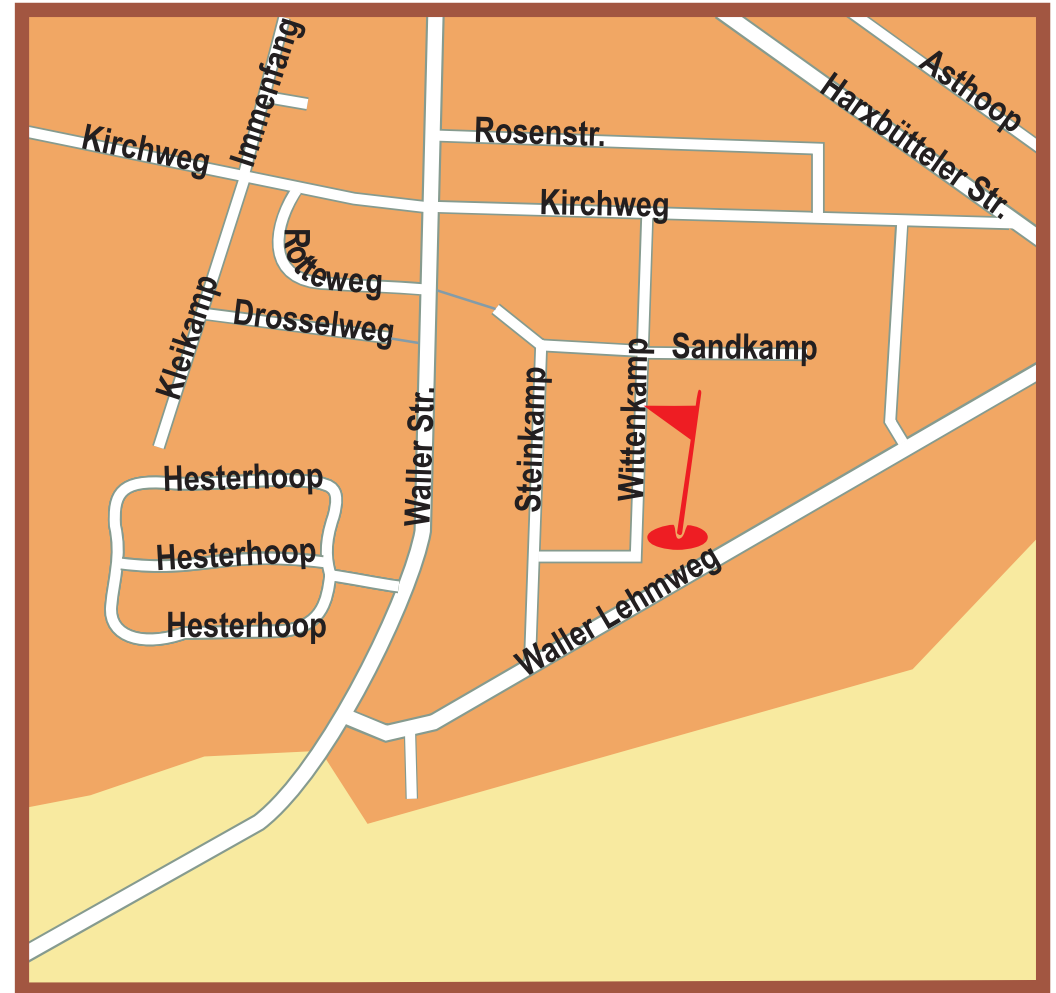 Immenfang
Asthoop
Harxbütteler Str.
Kirchweg
Rosenstr.
Kirchweg
Rotteweg
Drosselweg
Kleikamp
Sandkamp
Waller Str.
Steinkamp
Wittenkamp
Hesterhoop
Hesterhoop
Hesterhoop
Waller Lehmweg